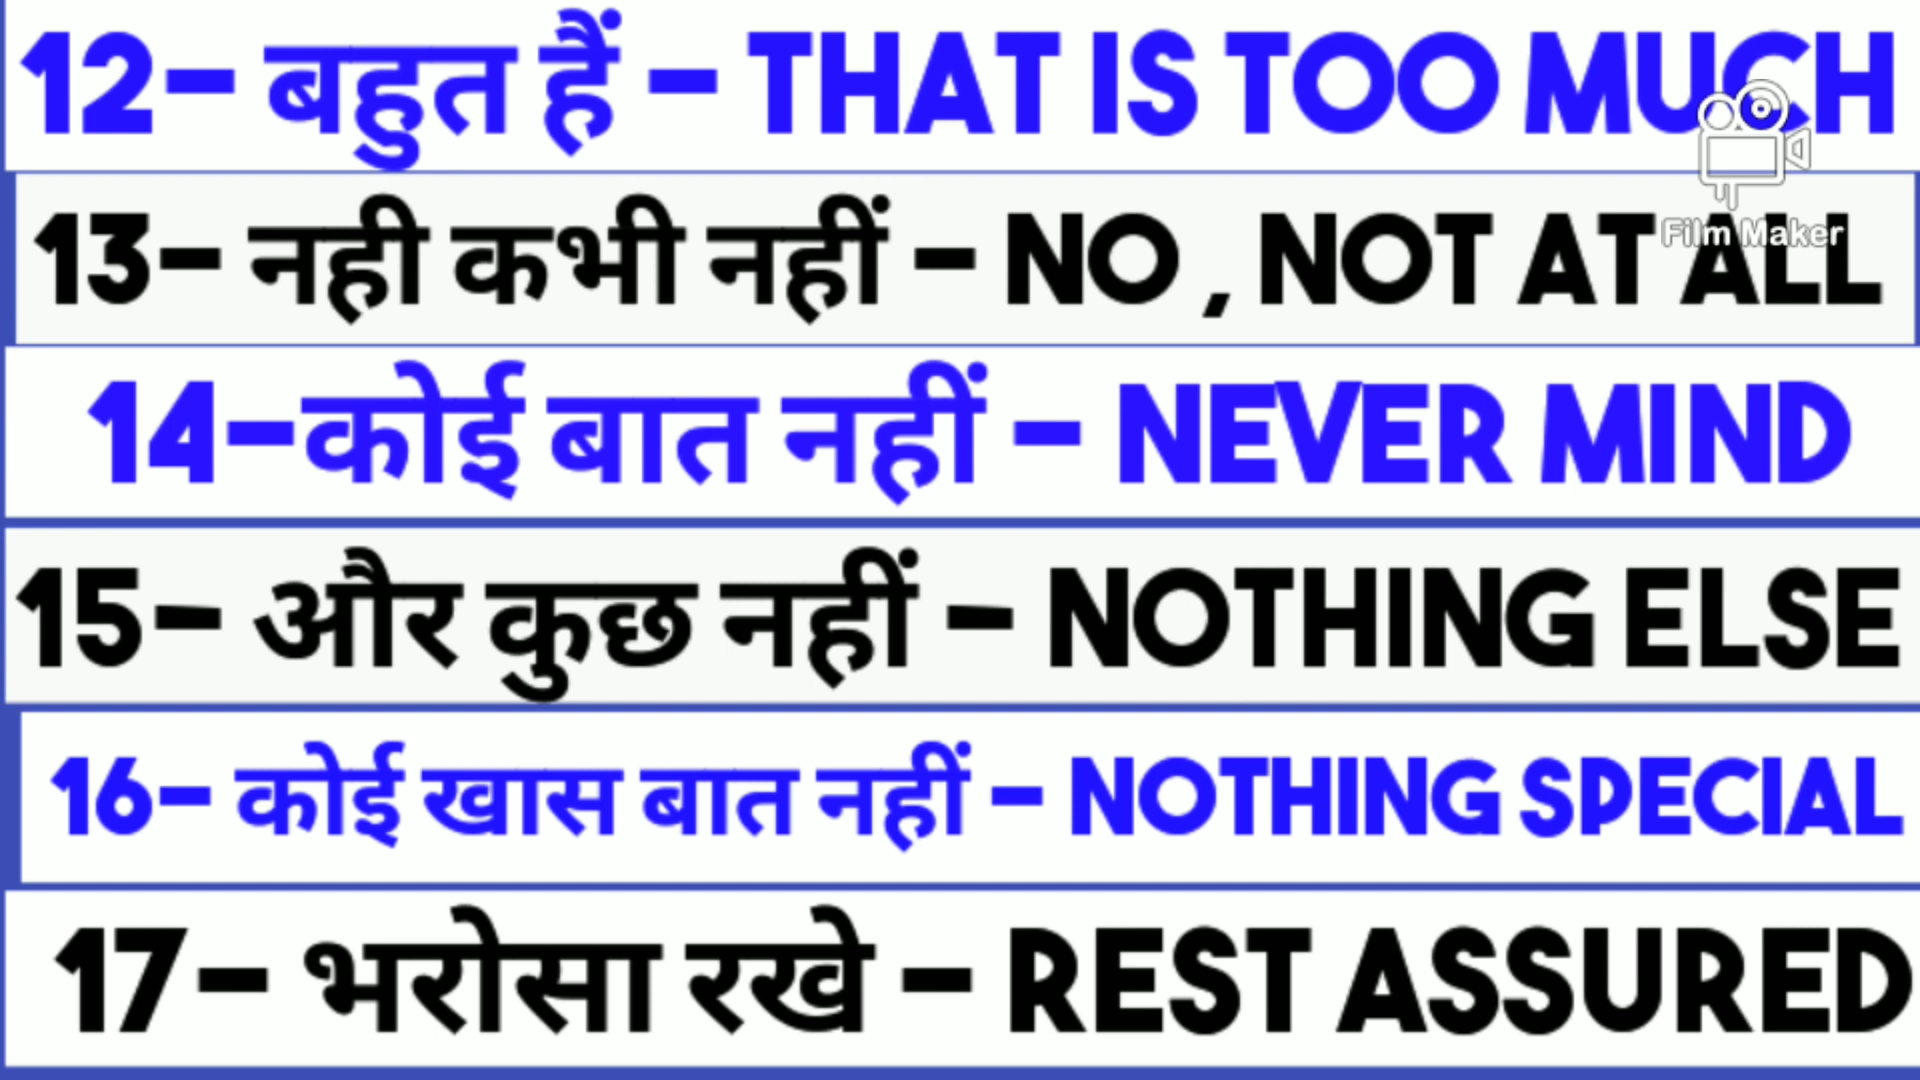 12- बहुत हैं - THAT IS TOO MUCH
13- नही कभी नहीं - NO , NOT AT ALL
Film Maker
14-कोई बात नहीं - NEVER MIND
15- और कुछ नहीं - NOTHING ELSE
16- कोई खास बात नहीं - NOTHING SPECIAL
17- भरोसा रखे - REST ASSURED